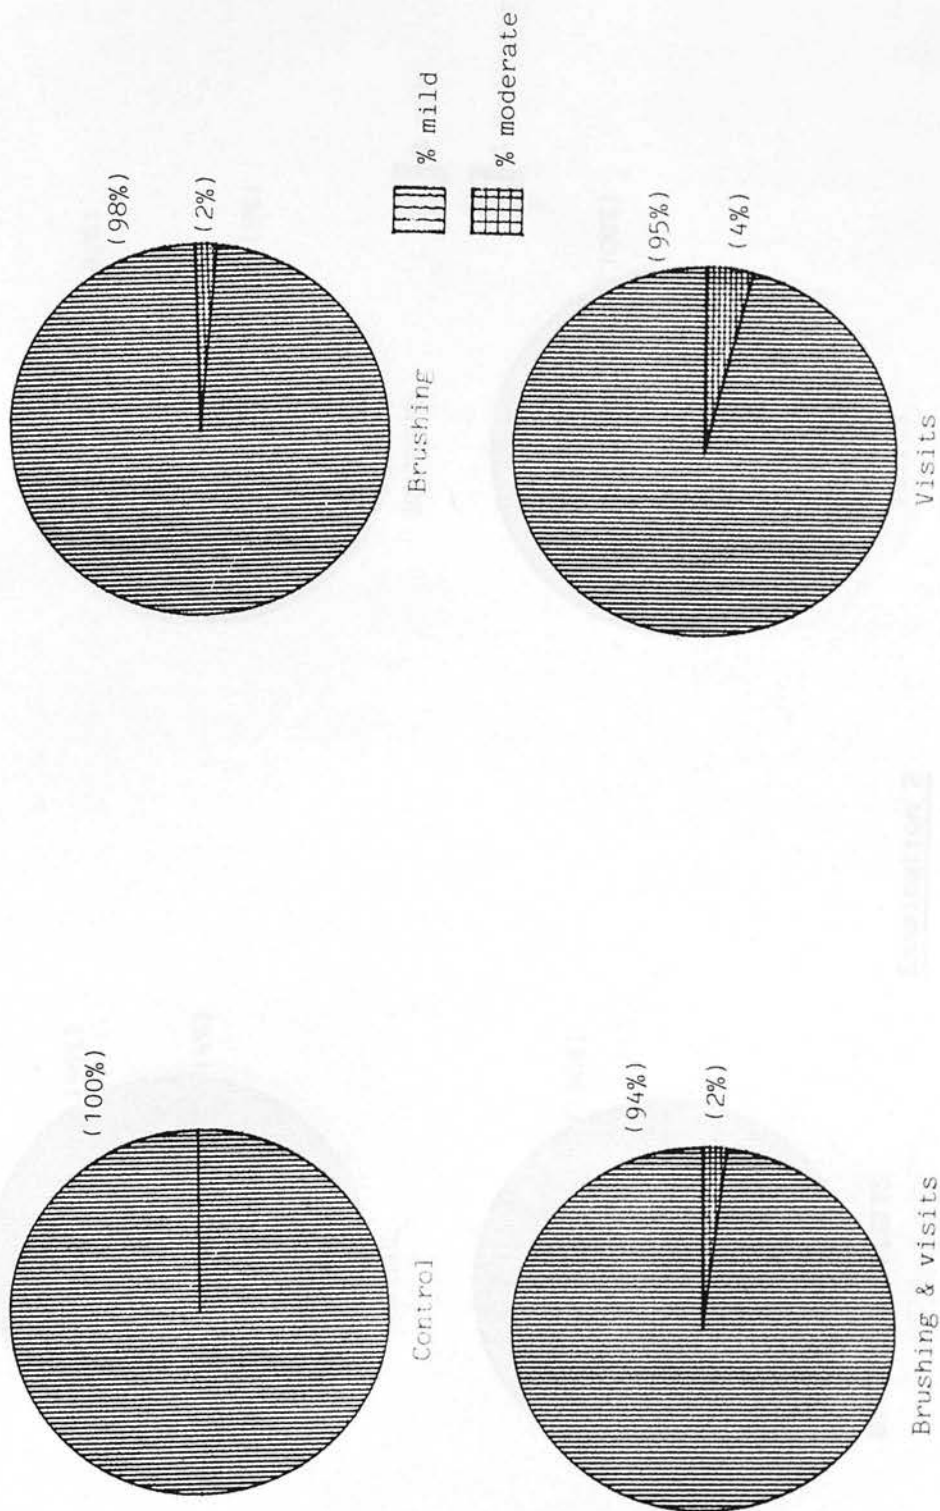 (100%)
Control
(98%)
(2%)
Brushing
% mild
% moderate
(94%)
(2%)
Brushing & visits
(95%)
(4%)
Visits